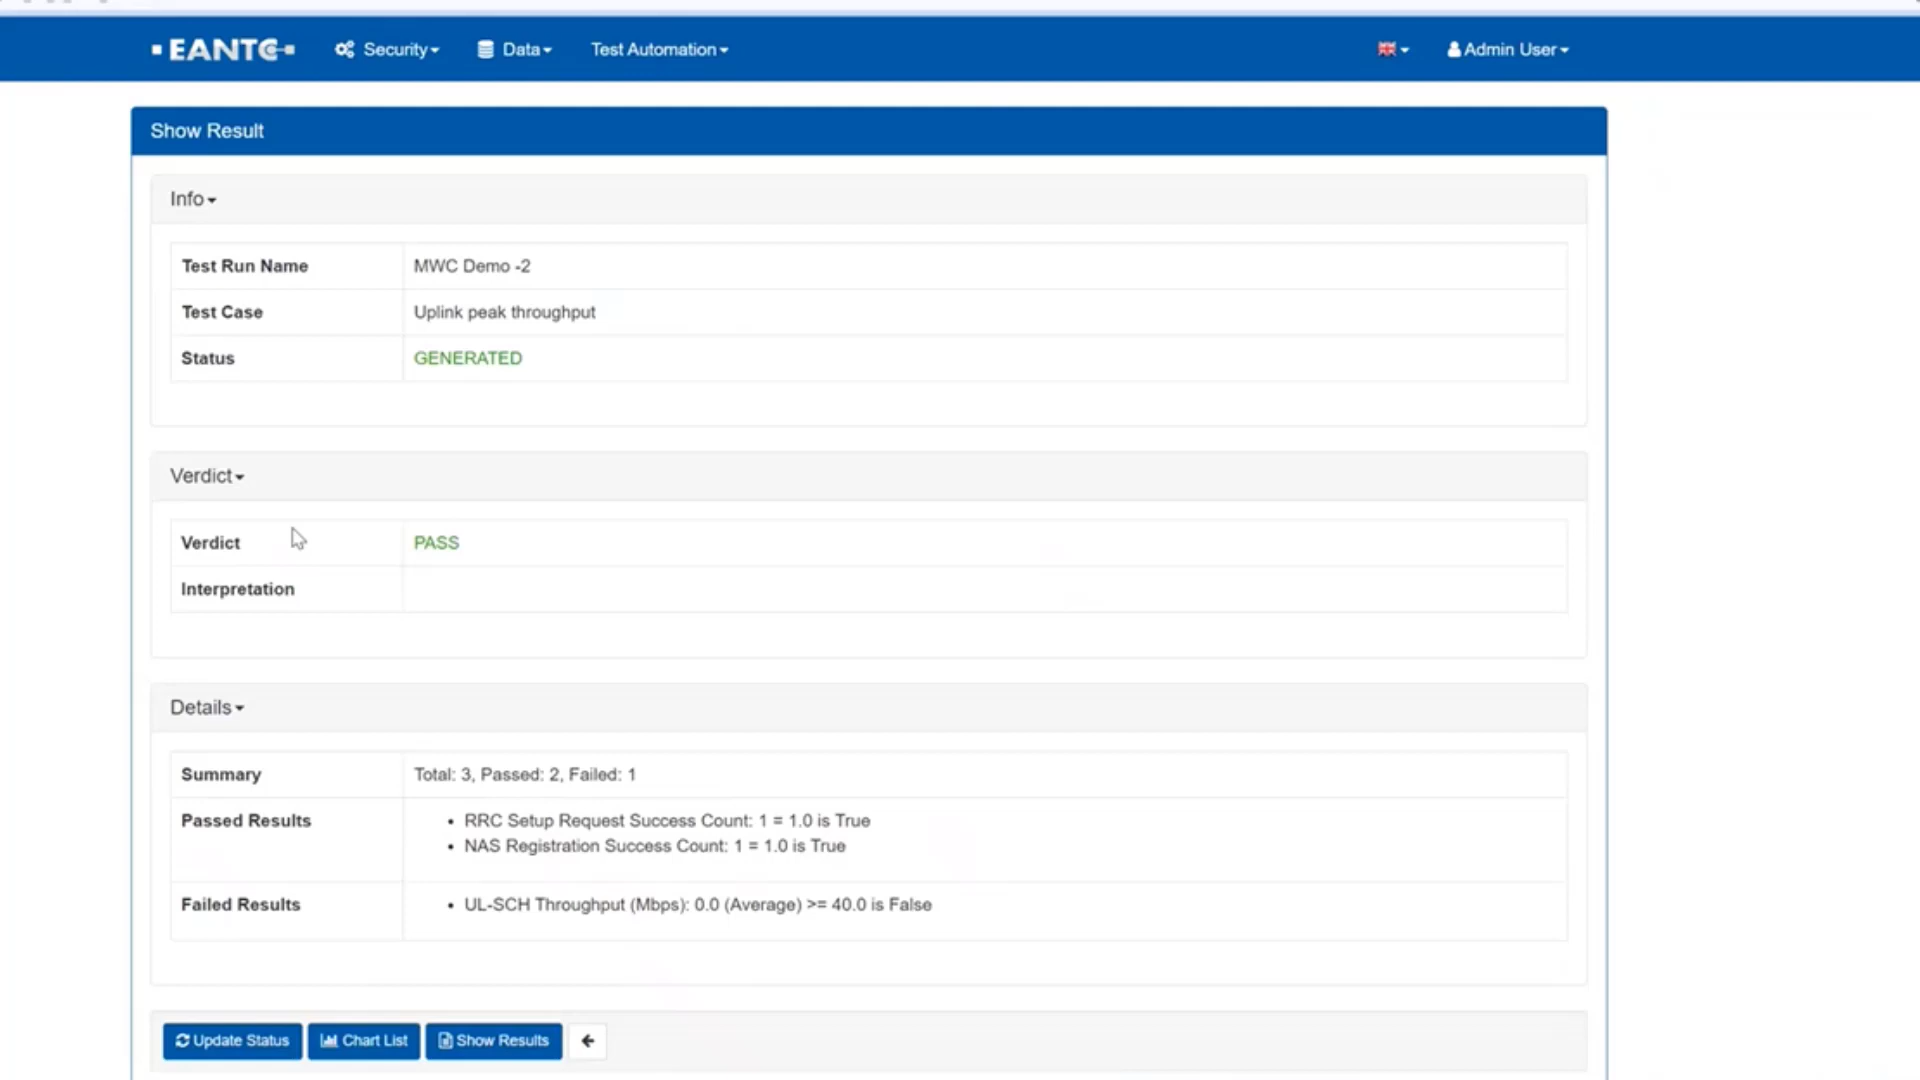 EANTC Security Data Test Automation Admin User
Show Result
Info
Test Run Name MWC Demo -2
Test Case Uplink peak throughput
Status GENERATED
Verdict
Verdict PASS
Interpretation
Details
Summary Total: 3, Passed: 2, Failed: 1
Passed Results • RRC Setup Request Success Count: 1 = 1.0 is True
• NAS Registration Success Count: 1 = 1.0 is True
Failed Results • UL-SCH Throughput (Mbps): 0.0 (Average) >= 40.0 is False
Update Status Chart List Show Results